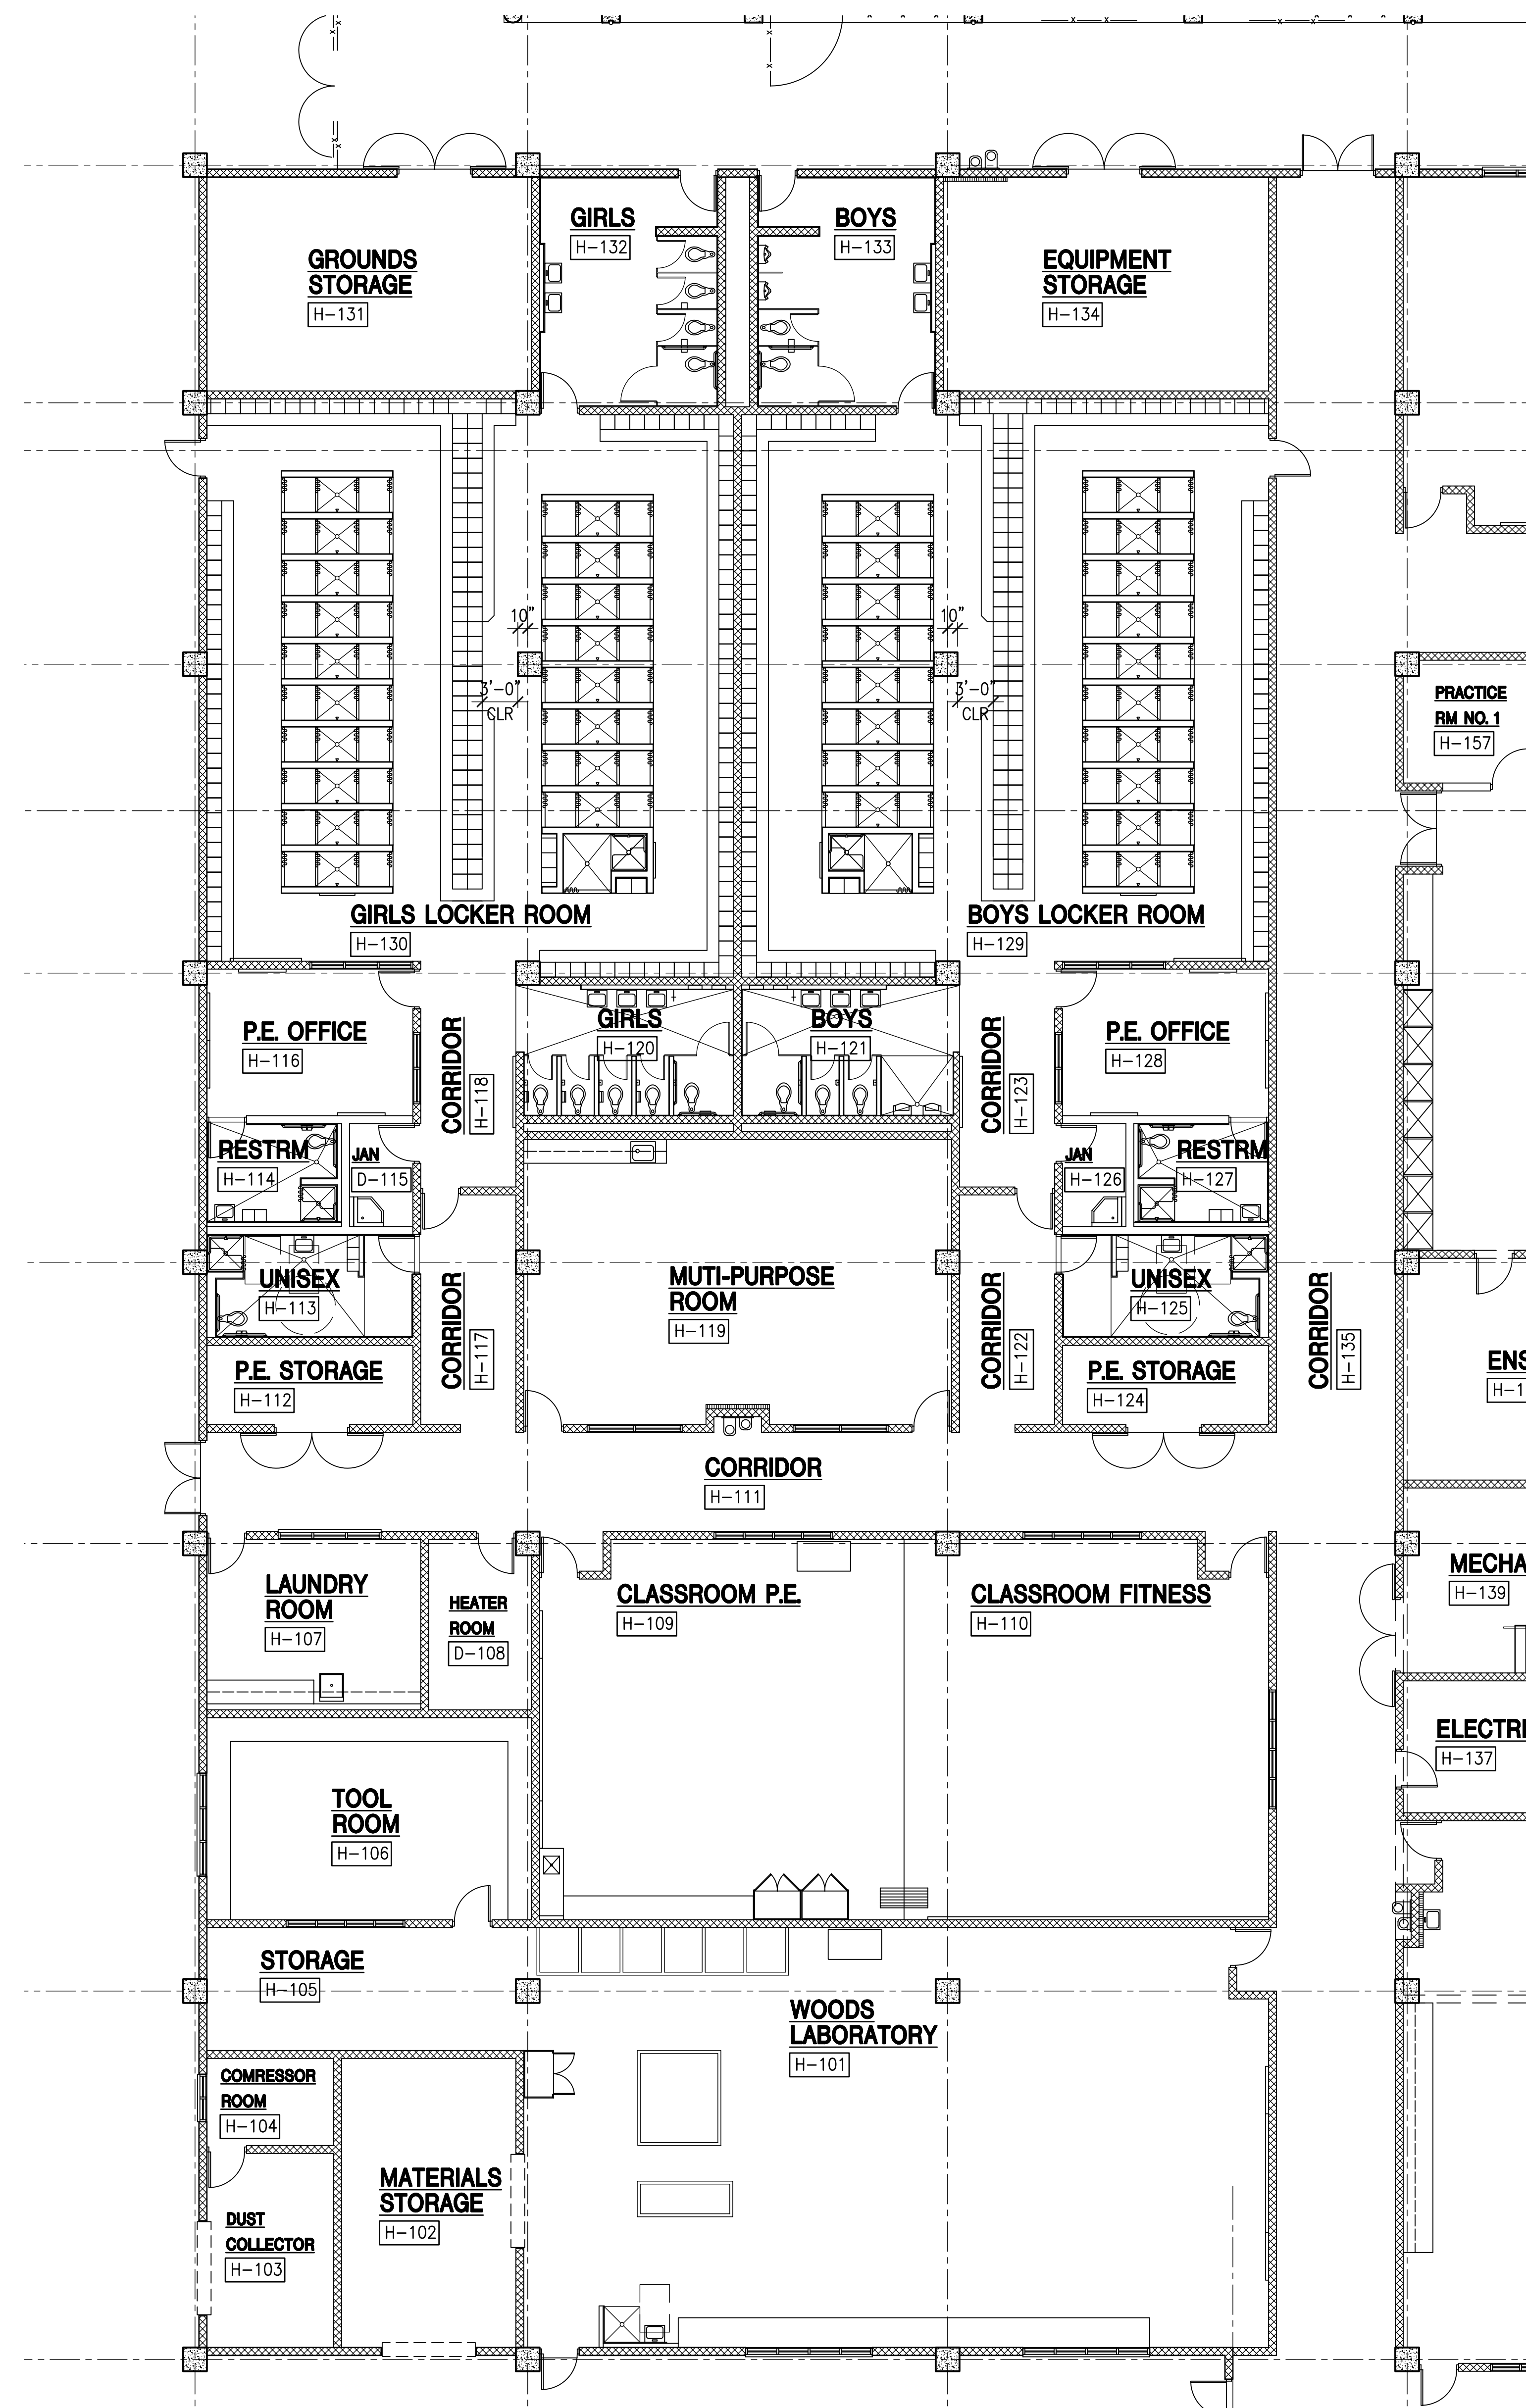 GIRLS
H-132
BOYS
H-133
GROUNDS
STORAGE
H-131
EQUIPMENT
STORAGE
H-134
10"
10"
3'-0"
CLR
3'-0"
CLR
PRACTICE
RM NO. 1
H-157
GIRLS LOCKER ROOM
H-130
BOYS LOCKER ROOM
H-129
P.E. OFFICE
H-116
CORRIDOR
H-118
GIRLS
H-120
BOYS
H-121
CORRIDOR
H-123
P.E. OFFICE
H-128
RESTRM
H-114
JAN
D-115
JAN
H-126
RESTRM
H-127
UNISEX
H-113
CORRIDOR
H-117
MUTI-PURPOSE
ROOM
H-119
CORRIDOR
H-122
UNISEX
H-125
CORRIDOR
H-135
P.E. STORAGE
H-112
P.E. STORAGE
H-124
ENS
H-1
CORRIDOR
H-111
LAUNDRY
ROOM
H-107
HEATER
ROOM
D-108
CLASSROOM P.E.
H-109
CLASSROOM FITNESS
H-110
MECHA
H-139
ELECTRI
H-137
TOOL
ROOM
H-106
STORAGE
H-105
WOODS
LABORATORY
H-101
COMRESSOR
ROOM
H-104
MATERIALS
STORAGE
H-102
DUST
COLLECTOR
H-103